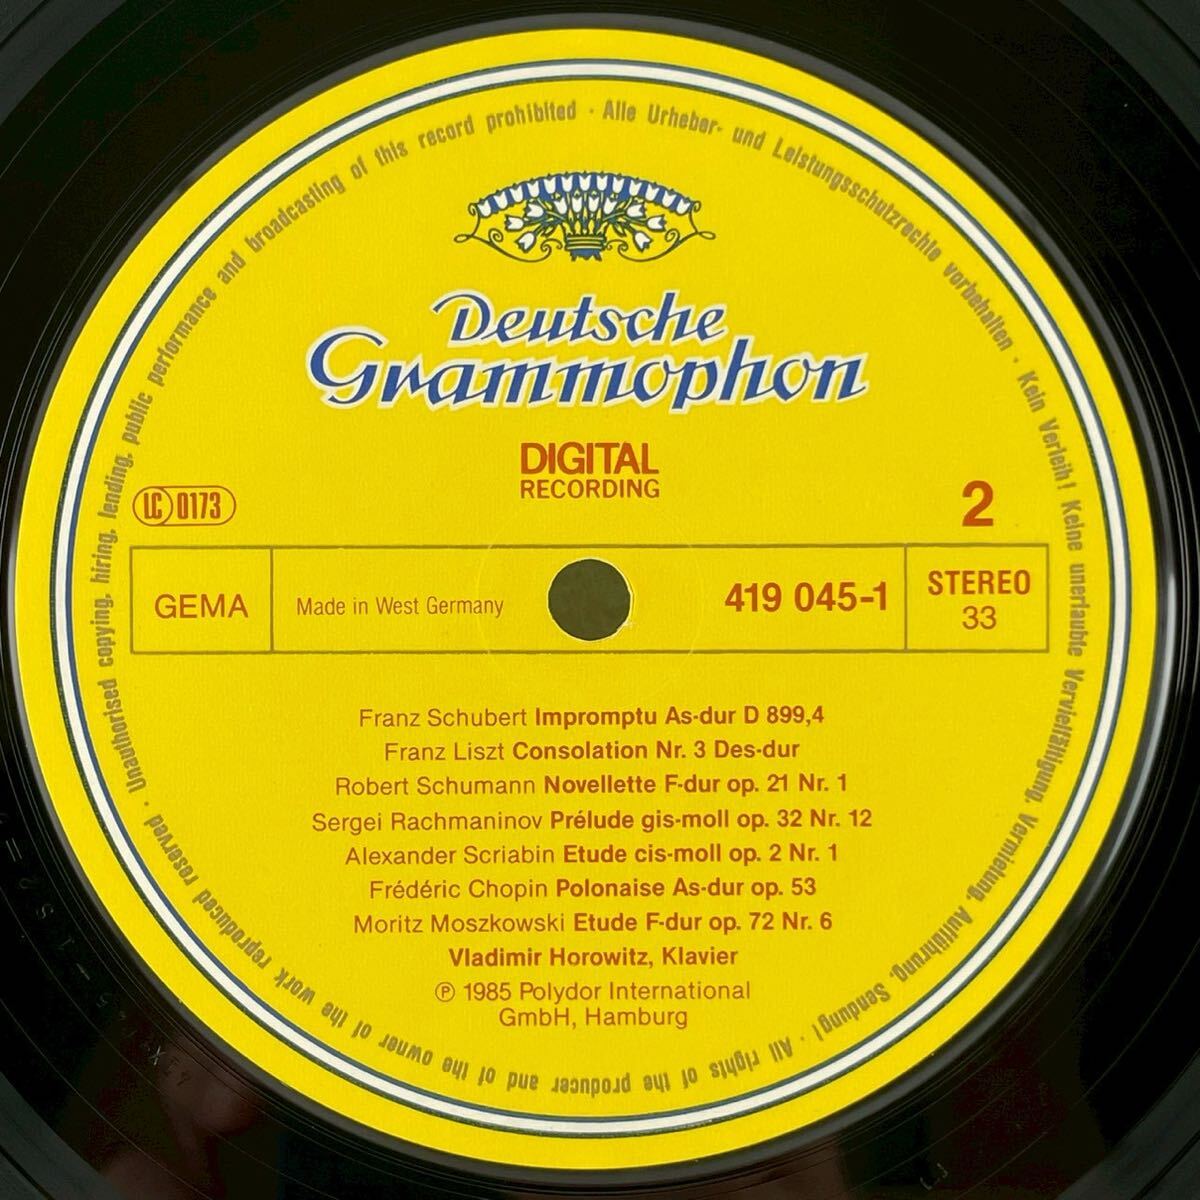 Alle Urheber- und Leistungsschutzrechte vorbehalten · Kein Verleih! Keine unerlaubte Vervielfältigung, Vermietung, Aufführung, Sendung! · All rights of the producer and of the owner of the work reproduced reserved · Unauthorised copying, hiring, lending, public performance and broadcasting of this record prohibited ·
Deutsche
Grammophon
DIGITAL
RECORDING
LC 0173
2
GEMA
Made in West Germany
419 045-1
STEREO
33
Franz Schubert Impromptu As-dur D 899,4
Franz Liszt Consolation Nr. 3 Des-dur
Robert Schumann Novellette F-dur op. 21 Nr. 1
Sergei Rachmaninov Prélude gis-moll op. 32 Nr. 12
Alexander Scriabin Etude cis-moll op. 2 Nr. 1
Frédéric Chopin Polonaise As-dur op. 53
Moritz Moszkowski Etude F-dur op. 72 Nr. 6
Vladimir Horowitz, Klavier
℗ 1985 Polydor International
GmbH, Hamburg